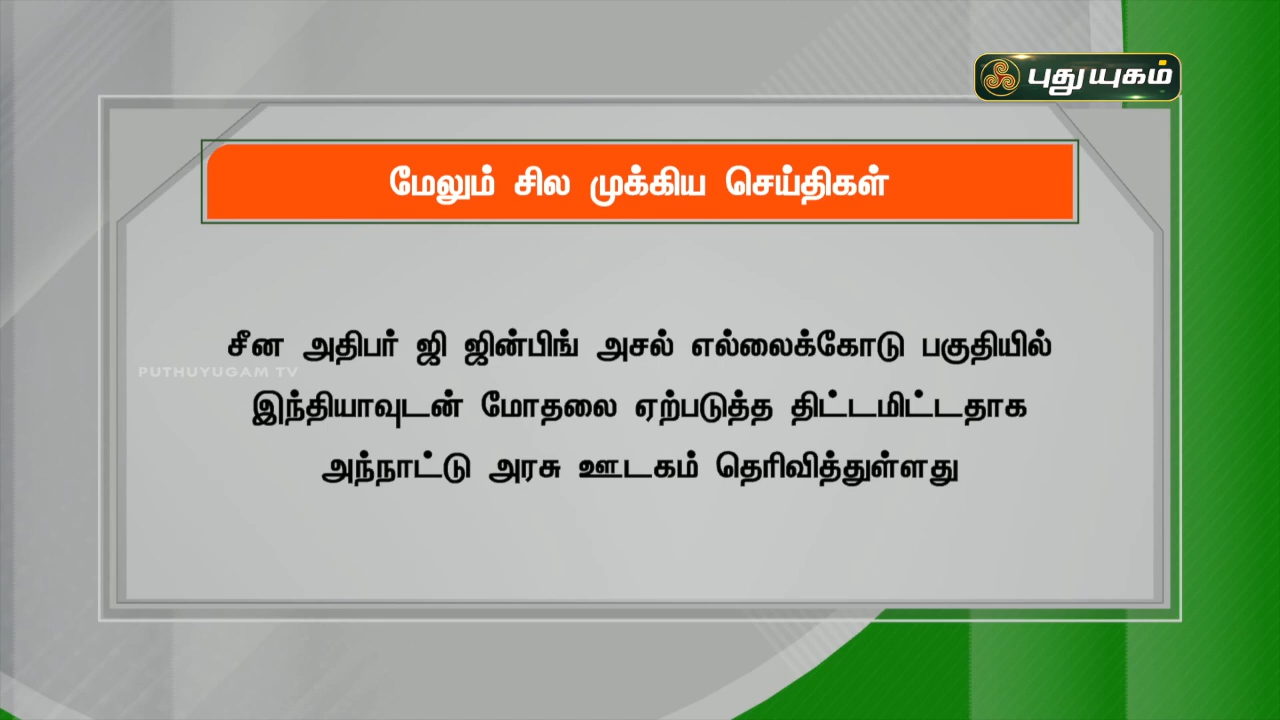 புதுயுகம்
மேலும் சில முக்கிய செய்திகள்
சீன அதிபர் ஜி ஜின்பிங் அசல் எல்லைக்கோடு பகுதியில்
PUTHUYUGAM TV
இந்தியாவுடன் மோதலை ஏற்படுத்த திட்டமிட்டதாக
அந்நாட்டு அரசு ஊடகம் தெரிவித்துள்ளது